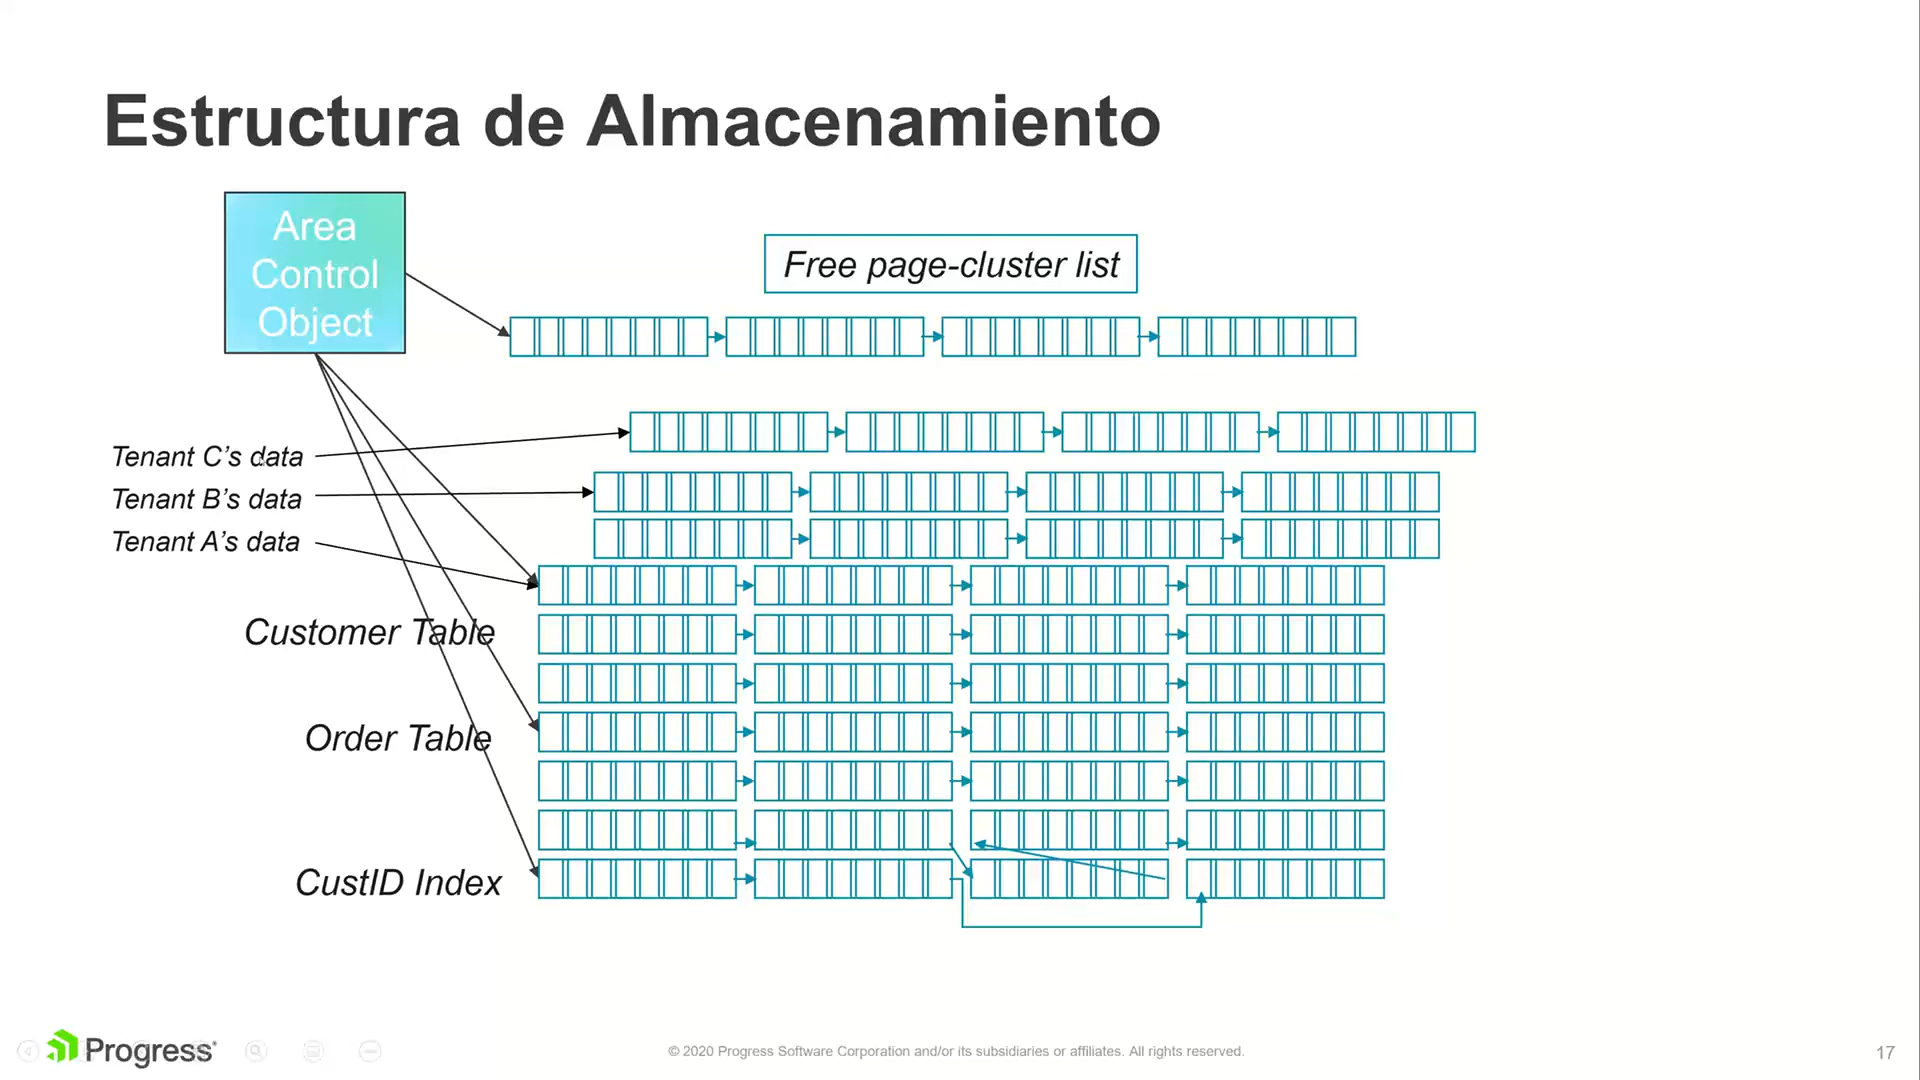 Estructura de Almacenamiento
Area
Control
Object
Free page-cluster list
Tenant C’s data
Tenant B’s data
Tenant A’s data
Customer Table
Order Table
CustID Index
Progress®
© 2020 Progress Software Corporation and/or its subsidiaries or affiliates. All rights reserved.
17